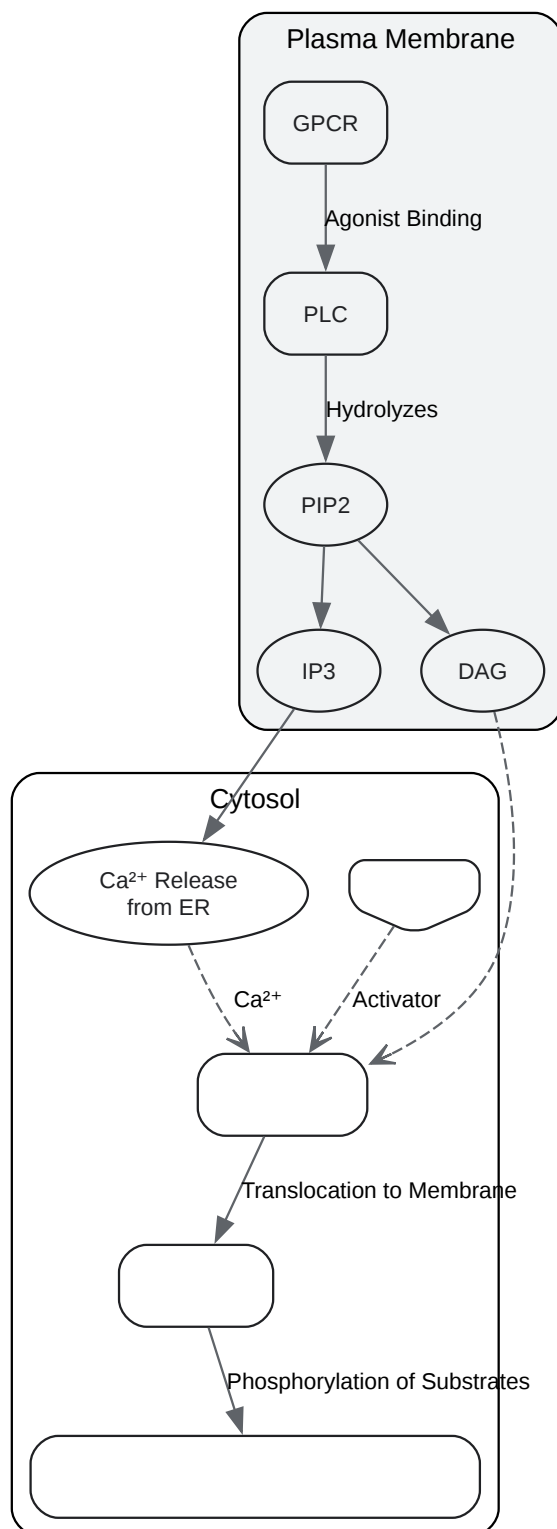 Plasma Membrane
GPCR
Agonist Binding
PLC
Hydrolyzes
PIP2
IP3
DAG
Cytosol
Ca²⁺ Release
from ER
Ca²⁺
Activator
Translocation to Membrane
Phosphorylation of Substrates